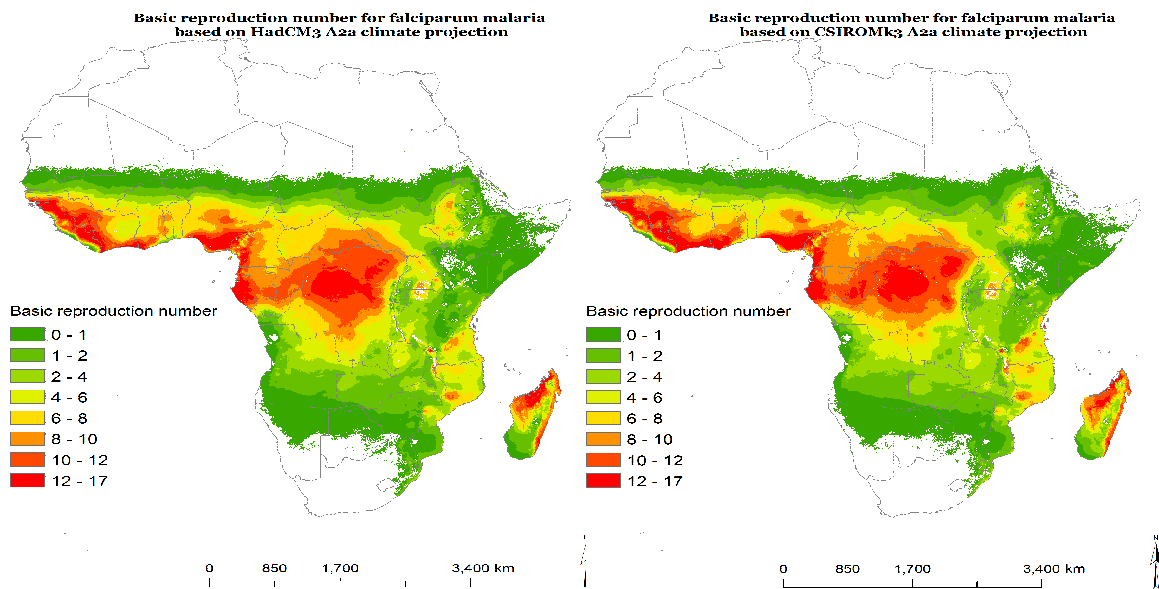 Basic reproduction number for falciparum malaria
based on HadCM3 A2a climate projection
Basic reproduction number
0 - 1
1 - 2
2 - 4
4 - 6
6 - 8
8 - 10
10 - 12
12 - 17
0 850 1,700 3,400 km
Basic reproduction number for falciparum malaria
based on CSIROMk3 A2a climate projection
Basic reproduction number
0 - 1
1 - 2
2 - 4
4 - 6
6 - 8
8 - 10
10 - 12
12 - 17
N
0 850 1,700 3,400 km